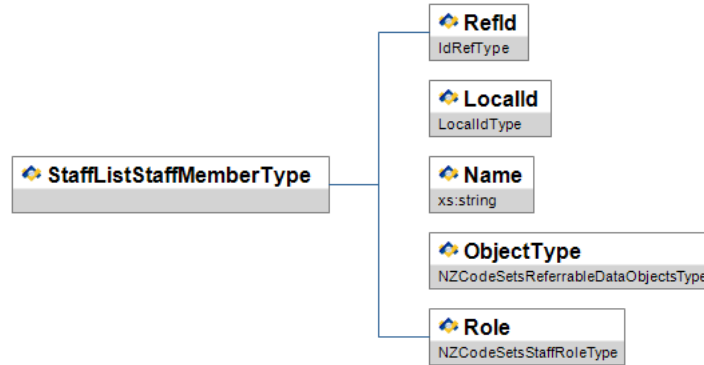 RefId
IdRefType
LocalId
LocalIdType
StaffListStaffMemberType
Name
xs:string
ObjectType
NZCodeSetsReferrableDataObjectsType
Role
NZCodeSetsStaffRoleType